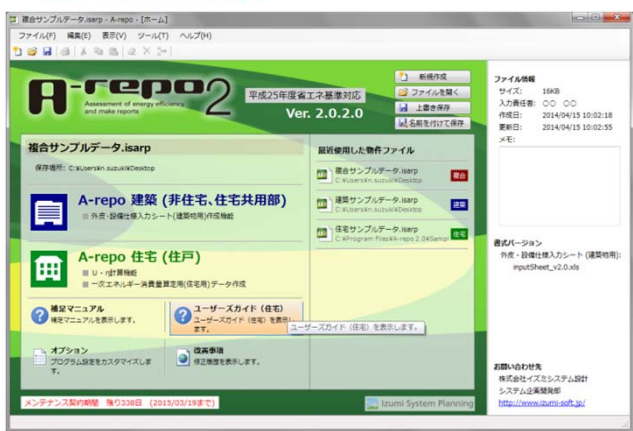 複合サンプルデータ.isarp - A-repo - [ホーム]
ファイル(F) 編集(E) 表示(V) ツール(T) ヘルプ(H)
A-repo2
Assessment of energy efficiency
and make reports
平成25年度省エネ基準対応
Ver. 2.0.2.0
新規作成
ファイルを開く
上書き保存
名前を付けて保存
複合サンプルデータ.isarp
保存場所: C:¥Users¥n.suzuki¥Desktop
A-repo 建築 (非住宅、住宅共用部)
外皮・設備仕様入力シート(建築物用)作成機能
A-repo 住宅 (住戸)
U・η計算機能
一次エネルギー消費量算定用(住宅用)データ作成
補足マニュアル
補足マニュアルを表示します。
ユーザーズガイド (住宅)
ユーザーズガイド (住宅) を表示し
ます。
ユーザーズガイド (住宅) を表示します。
オプション
プログラム設定をカスタマイズしま
す。
改善事項
修正履歴を表示します。
最近使用した物件ファイル
複合サンプルデータ.isarp
C:¥Users¥n.suzuki¥Desktop
複合
建築サンプルデータ.isarp
C:¥Users¥n.suzuki¥Desktop
建築
住宅サンプルデータ.isarp
C:¥Program Files¥A-repo 2.0¥Sampl
住宅
メンテナンス契約期間 残り338日 (2015/03/19まで)
Izumi System Planning
ファイル情報
サイズ: 16KB
入力責任者: ○○ ○○
作成日: 2014/04/15 10:02:18
更新日: 2014/04/15 10:02:55
メモ:
書式バージョン
外皮・設備仕様入力シート (建築物用):
inputSheet_v2.0.xls
お問い合わせ先
株式会社イズミシステム設計
システム企画開発部
http://www.izumi-soft.jp/